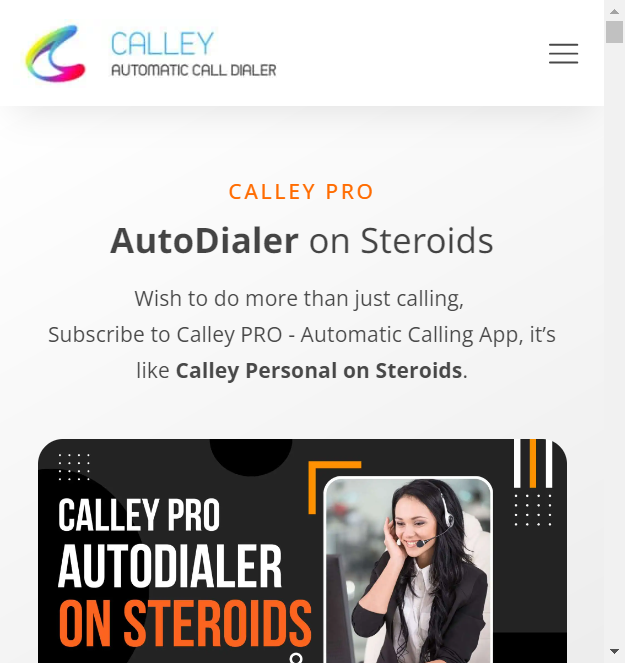 CALLEY
AUTOMATIC CALL DIALER
CALLEY PRO
AutoDialer on Steroids
Wish to do more than just calling,
Subscribe to Calley PRO - Automatic Calling App, it’s
like Calley Personal on Steroids.
CALLEY PRO
AUTODIALER
ON STEROIDS